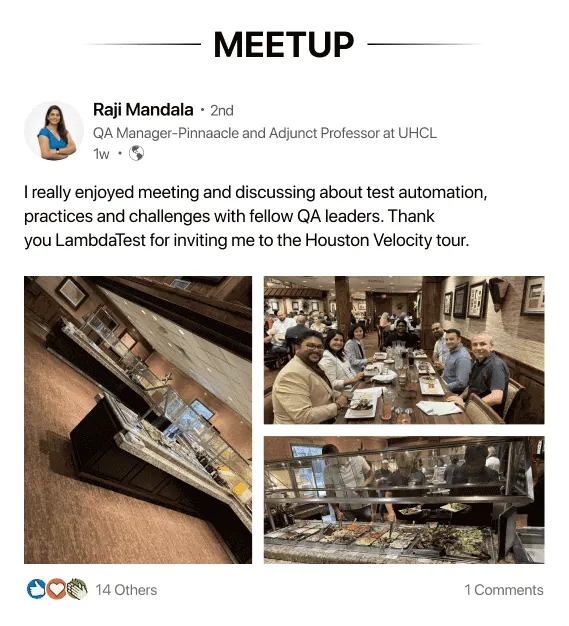 MEETUP
Raji Mandala • 2nd
QA Manager-Pinnaacle and Adjunct Professor at UHCL
1w •
I really enjoyed meeting and discussing about test automation,
practices and challenges with fellow QA leaders. Thank
you LambdaTest for inviting me to the Houston Velocity tour.
14 Others
1 Comments